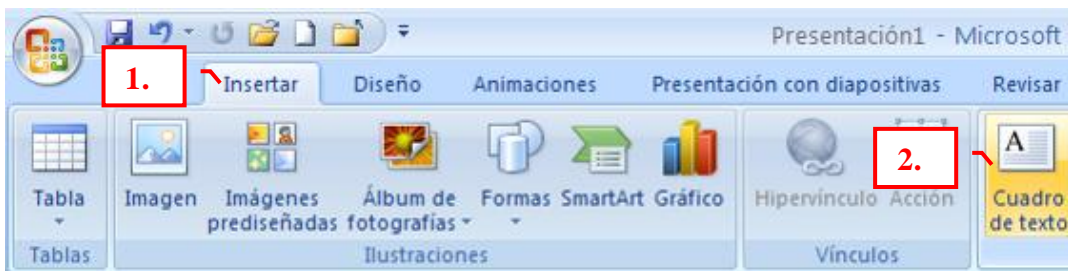 Presentación1 - Microsoft
1.
Insertar Diseño Animaciones Presentación con diapositivas Revisar
2.
A
Tabla Imagen Imágenes prediseñadas Álbum de fotografías Formas SmartArt Gráfico Hipervínculo Acción Cuadro de texto
Tablas Ilustraciones Vínculos